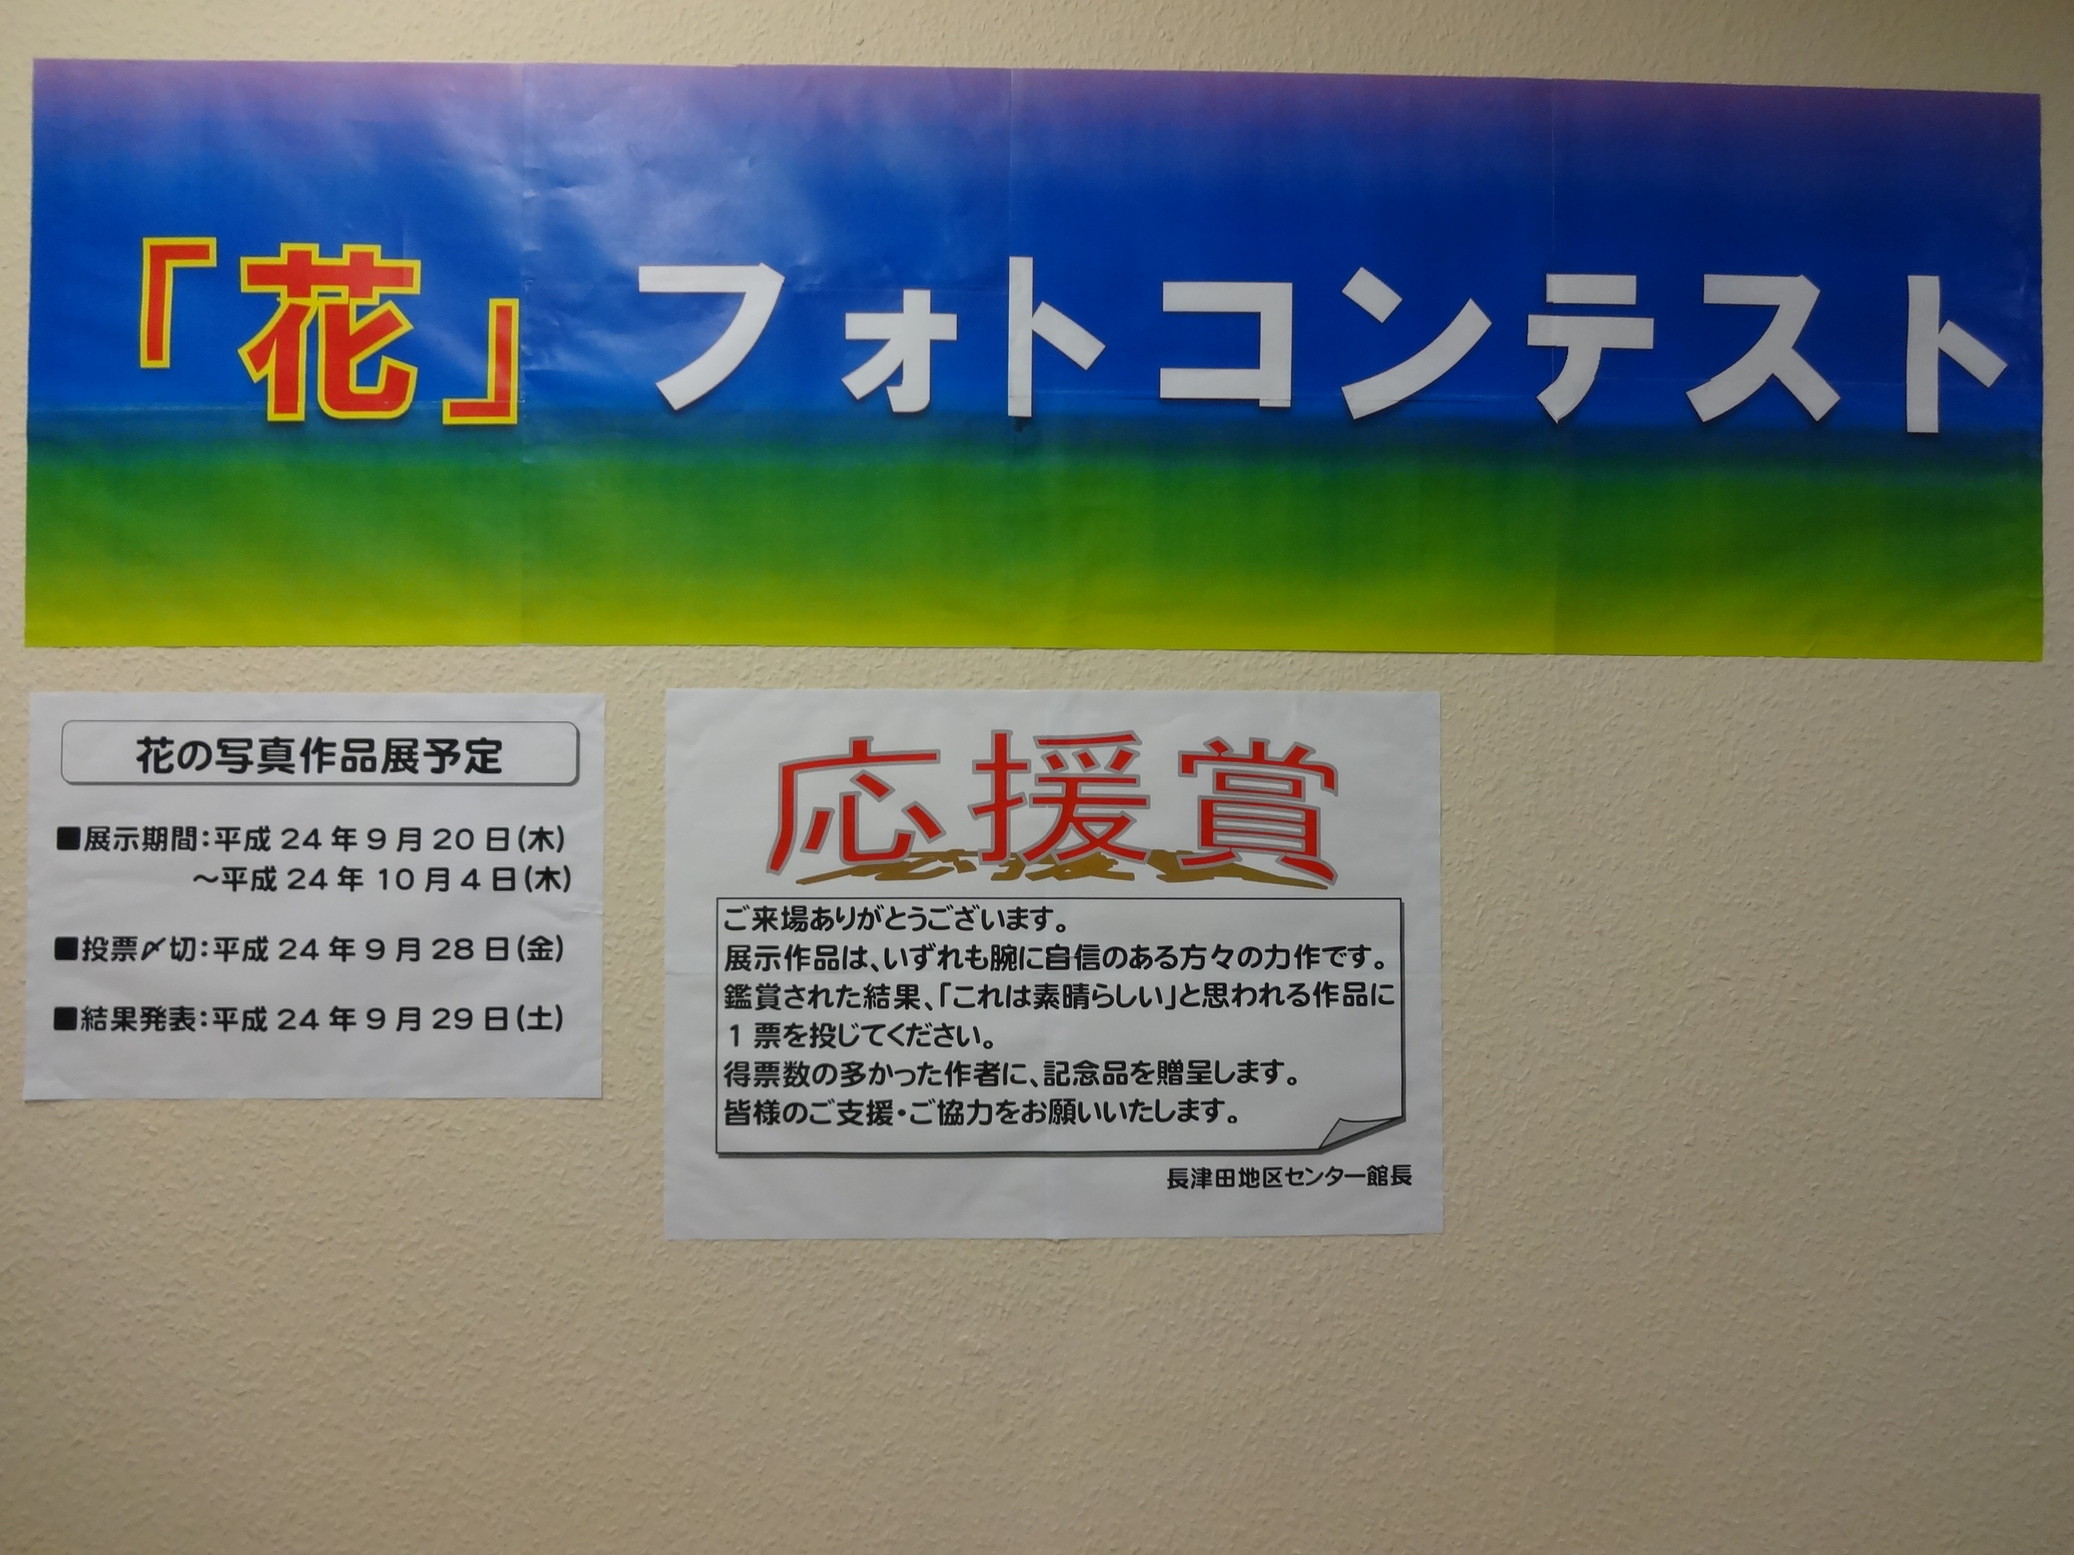 「花」フォトコンテスト
花の写真作品展予定
■展示期間：平成24年9月20日（木）
～平成24年10月4日（木）
■投票〆切：平成24年9月28日（金）
■結果発表：平成24年9月29日（土）
応援賞
ご来場ありがとうございます。
展示作品は、いずれも腕に自信のある方々の力作です。
鑑賞された結果、「これは素晴らしい」と思われる作品に
1票を投じてください。
得票数の多かった作者に、記念品を贈呈します。
皆様のご支援・ご協力をお願いいたします。
長津田地区センター館長